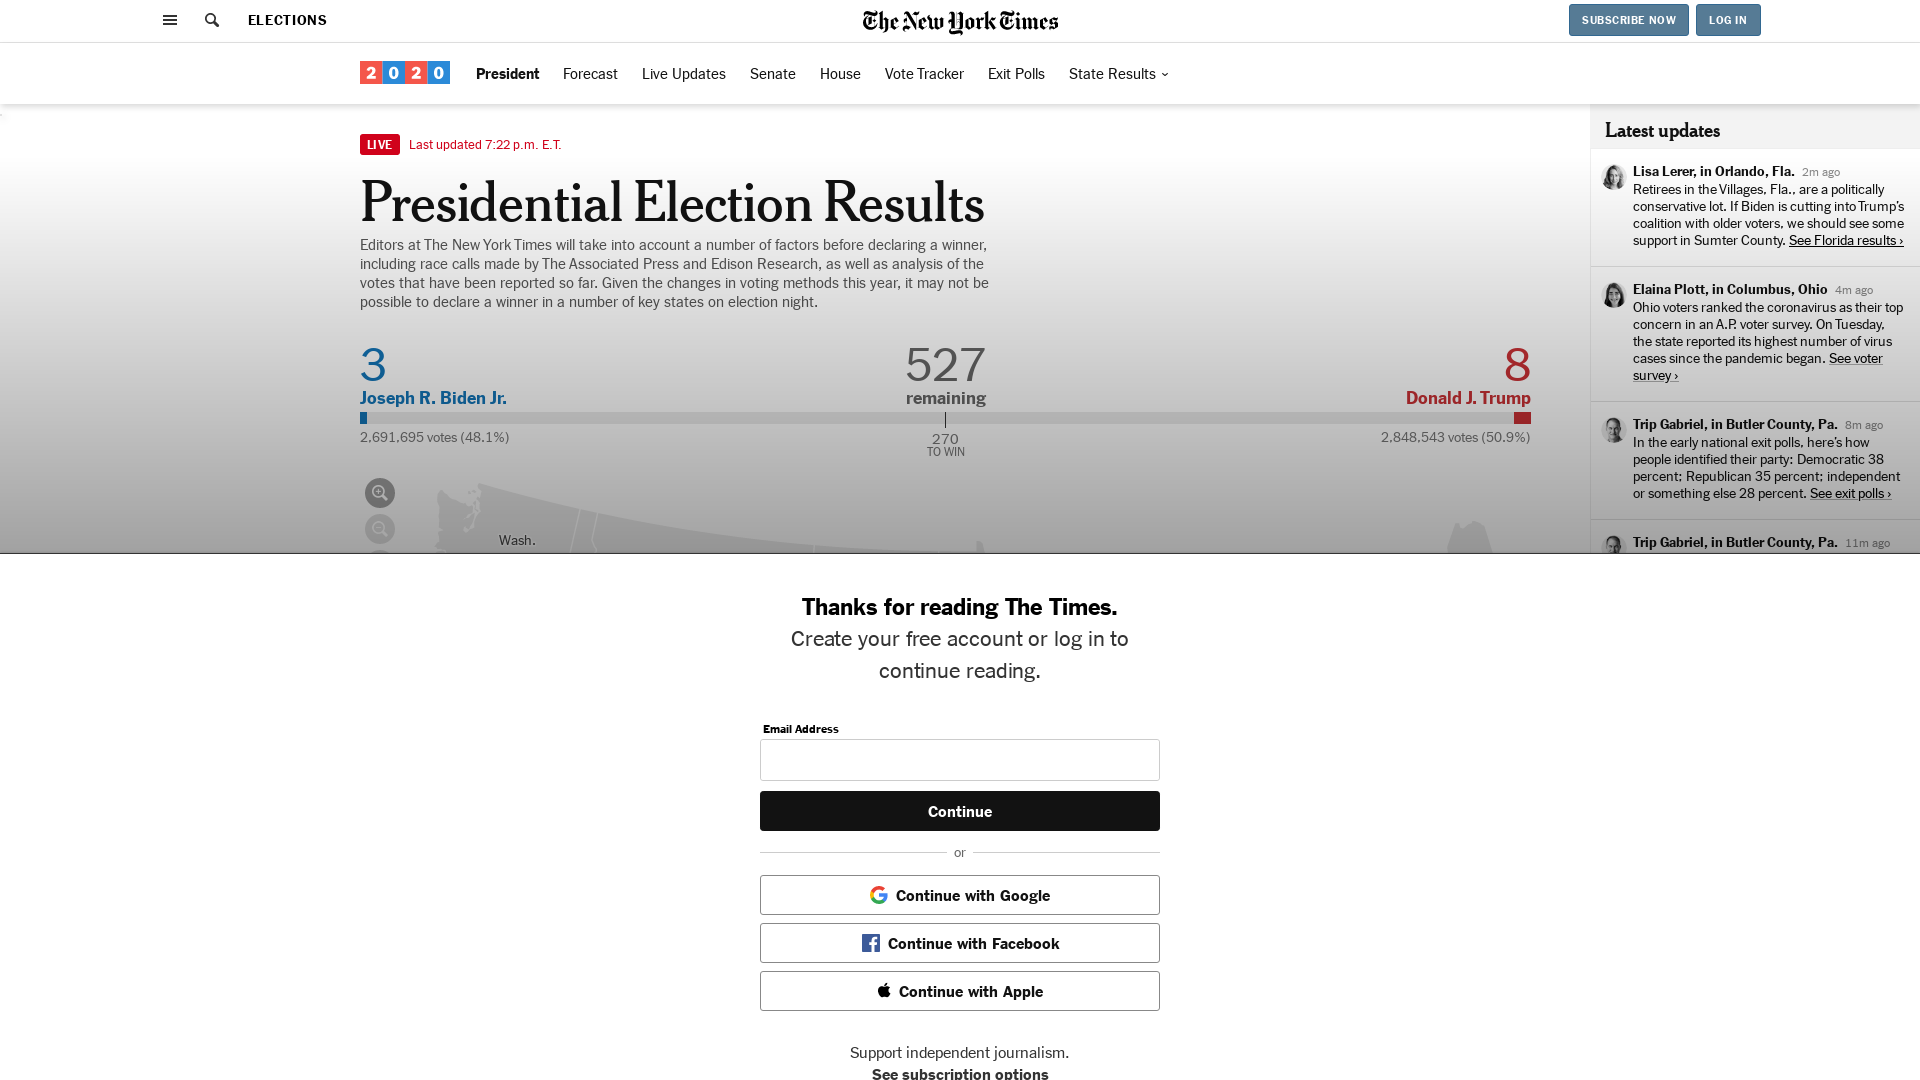 ELECTIONS
The New York Times
SUBSCRIBE NOW
LOG IN
2020
President
Forecast
Live Updates
Senate
House
Vote Tracker
Exit Polls
State Results
LIVE
Last updated 7:22 p.m. E.T.
Presidential Election Results
Editors at The New York Times will take into account a number of factors before declaring a winner,
including race calls made by The Associated Press and Edison Research, as well as analysis of the
votes that have been reported so far. Given the changes in voting methods this year, it may not be
possible to declare a winner in a number of key states on election night.
3
Joseph R. Biden Jr.
2,691,695 votes (48.1%)
527
remaining
270
TO WIN
8
Donald J. Trump
2,848,543 votes (50.9%)
Wash.
Latest updates
Lisa Lerer, in Orlando, Fla. 2m ago
Retirees in the Villages, Fla., are a politically
conservative lot. If Biden is cutting into Trump’s
coalition with older voters, we should see some
support in Sumter County. See Florida results ›
Elaina Plott, in Columbus, Ohio 4m ago
Ohio voters ranked the coronavirus as their top
concern in an A.P. voter survey. On Tuesday,
the state reported its highest number of virus
cases since the pandemic began. See voter
survey ›
Trip Gabriel, in Butler County, Pa. 8m ago
In the early national exit polls, here’s how
people identified their party: Democratic 38
percent; Republican 35 percent; independent
or something else 28 percent. See exit polls ›
Trip Gabriel, in Butler County, Pa. 11m ago
Thanks for reading The Times.
Create your free account or log in to
continue reading.
Email Address
Continue
or
Continue with Google
Continue with Facebook
Continue with Apple
Support independent journalism.
See subscription options